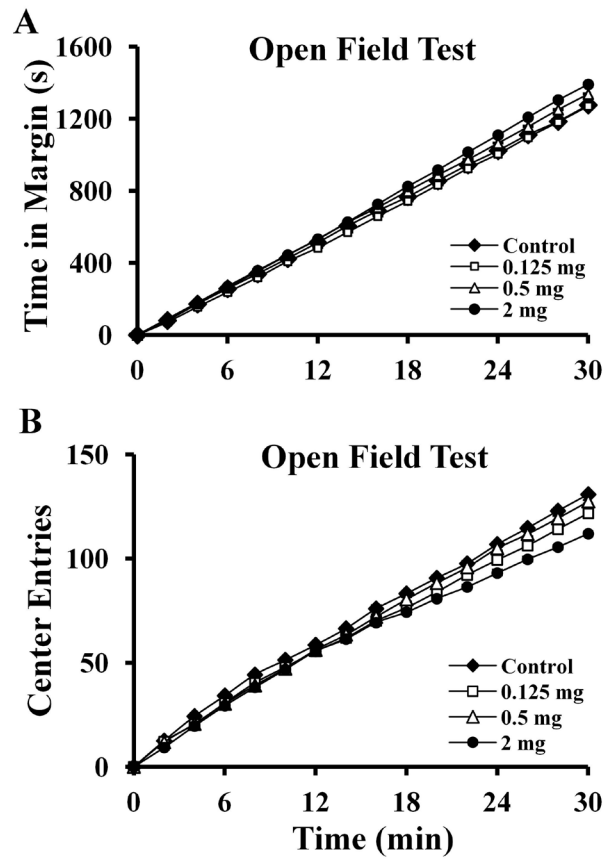 A
Open Field Test
Time in Margin (s)
1600
1200
800
400
0
Control
0.125 mg
0.5 mg
2 mg
0 6 12 18 24 30
B
Open Field Test
Center Entries
150
100
50
0
Control
0.125 mg
0.5 mg
2 mg
0 6 12 18 24 30
Time (min)